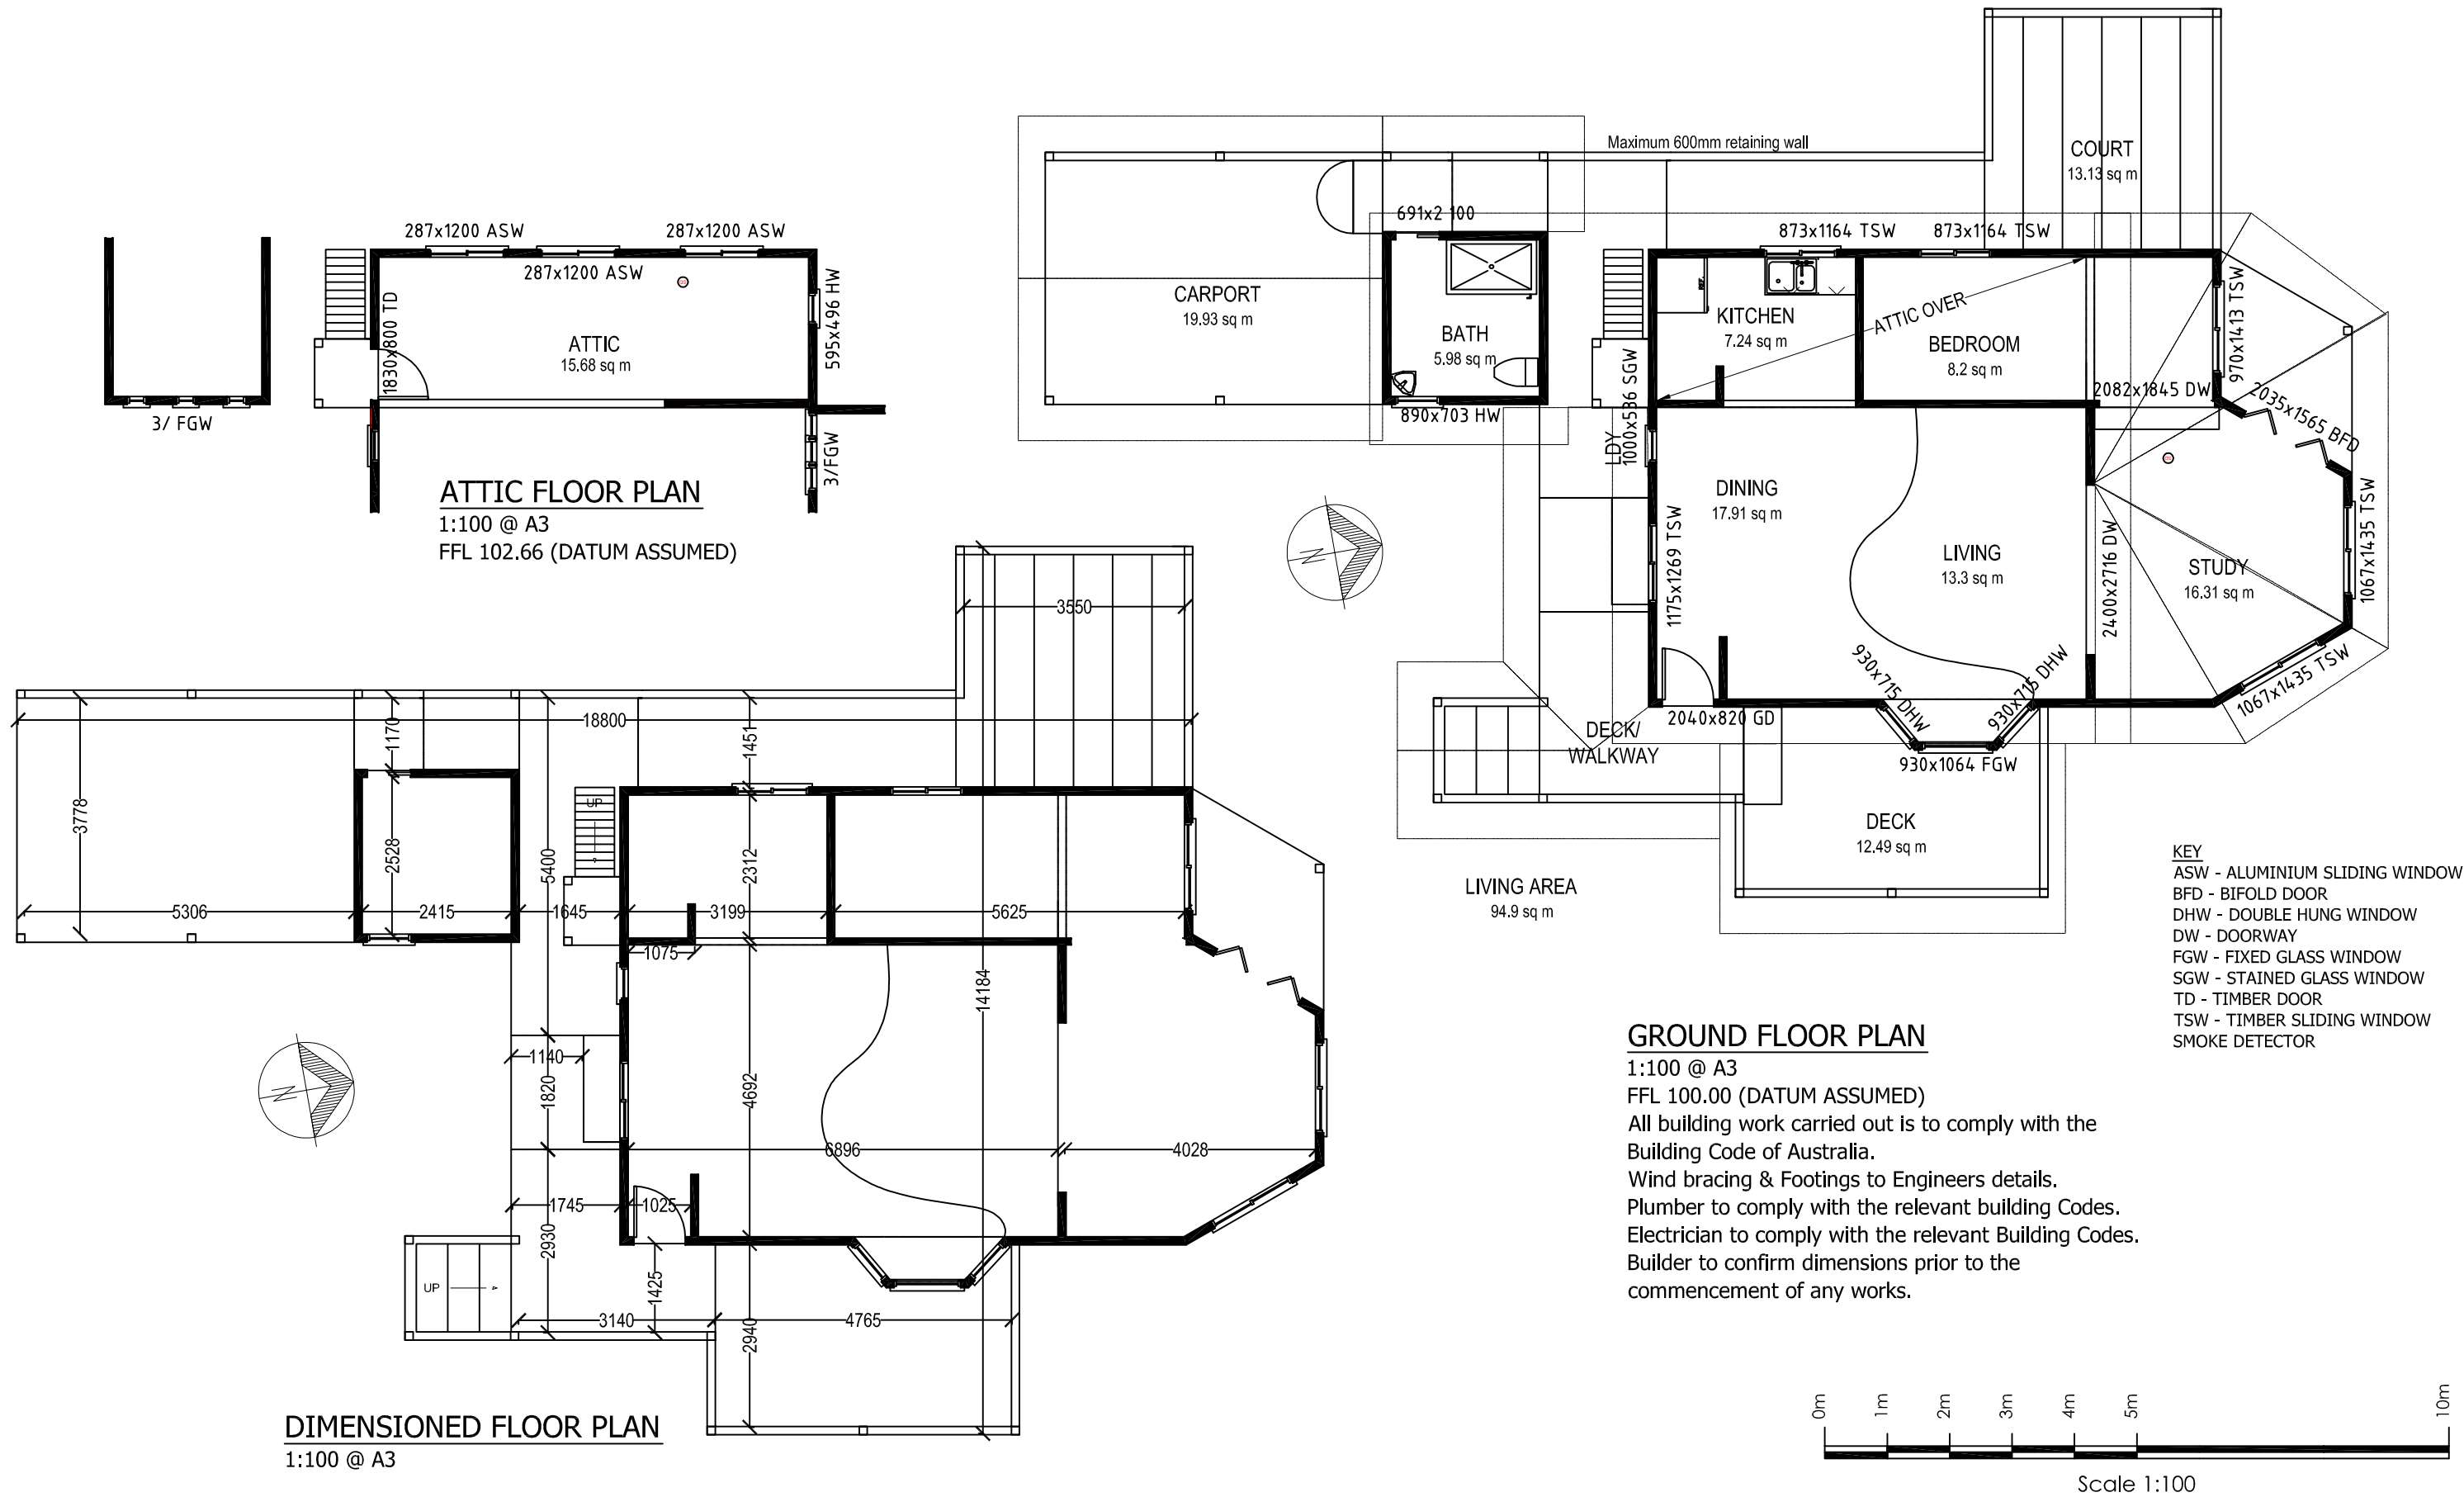 287x1200 ASW
287x1200 ASW
287x1200 ASW
1830x800 TD
595x496 HW
ATTIC
15.68 sq m
3/ FGW
3/FGW
ATTIC FLOOR PLAN
1:100 @ A3
FFL 102.66 (DATUM ASSUMED)
Maximum 600mm retaining wall
COURT
13.13 sq m
691x2100
873x1164 TSW
873x1164 TSW
CARPORT
19.93 sq m
BATH
5.98 sq m
KITCHEN
7.24 sq m
REF.
ATTIC OVER
BEDROOM
8.2 sq m
970x1413 TSW
2082x1845 DW
2035x1565 BFD
890x703 HW
LDY
1000x586 SGW
DINING
17.91 sq m
1175x1269 TSW
LIVING
13.3 sq m
2400x2716 DW
STUDY
16.31 sq m
1067x1435 TSW
1067x1435 TSW
930x715 DHW
930x715 DHW
2040x820 GD
930x1064 FGW
DECK/
WALKWAY
DECK
12.49 sq m
LIVING AREA
94.9 sq m
N
KEY
ASW - ALUMINIUM SLIDING WINDOW
BFD - BIFOLD DOOR
DHW - DOUBLE HUNG WINDOW
DW - DOORWAY
FGW - FIXED GLASS WINDOW
SGW - STAINED GLASS WINDOW
TD - TIMBER DOOR
TSW - TIMBER SLIDING WINDOW
SMOKE DETECTOR
GROUND FLOOR PLAN
1:100 @ A3
FFL 100.00 (DATUM ASSUMED)
All building work carried out is to comply with the
Building Code of Australia.
Wind bracing & Footings to Engineers details.
Plumber to comply with the relevant building Codes.
Electrician to comply with the relevant Building Codes.
Builder to confirm dimensions prior to the
commencement of any works.
3550
18800
1170
1451
3778
2528
5400
UP
2312
5306
2415
1645
3199
5625
1075
14184
N
1140
1820
4692
6896
4028
1745
1025
2930
1425
UP
3140
2940
4765
DIMENSIONED FLOOR PLAN
1:100 @ A3
0m
1m
2m
3m
4m
5m
10m
Scale 1:100